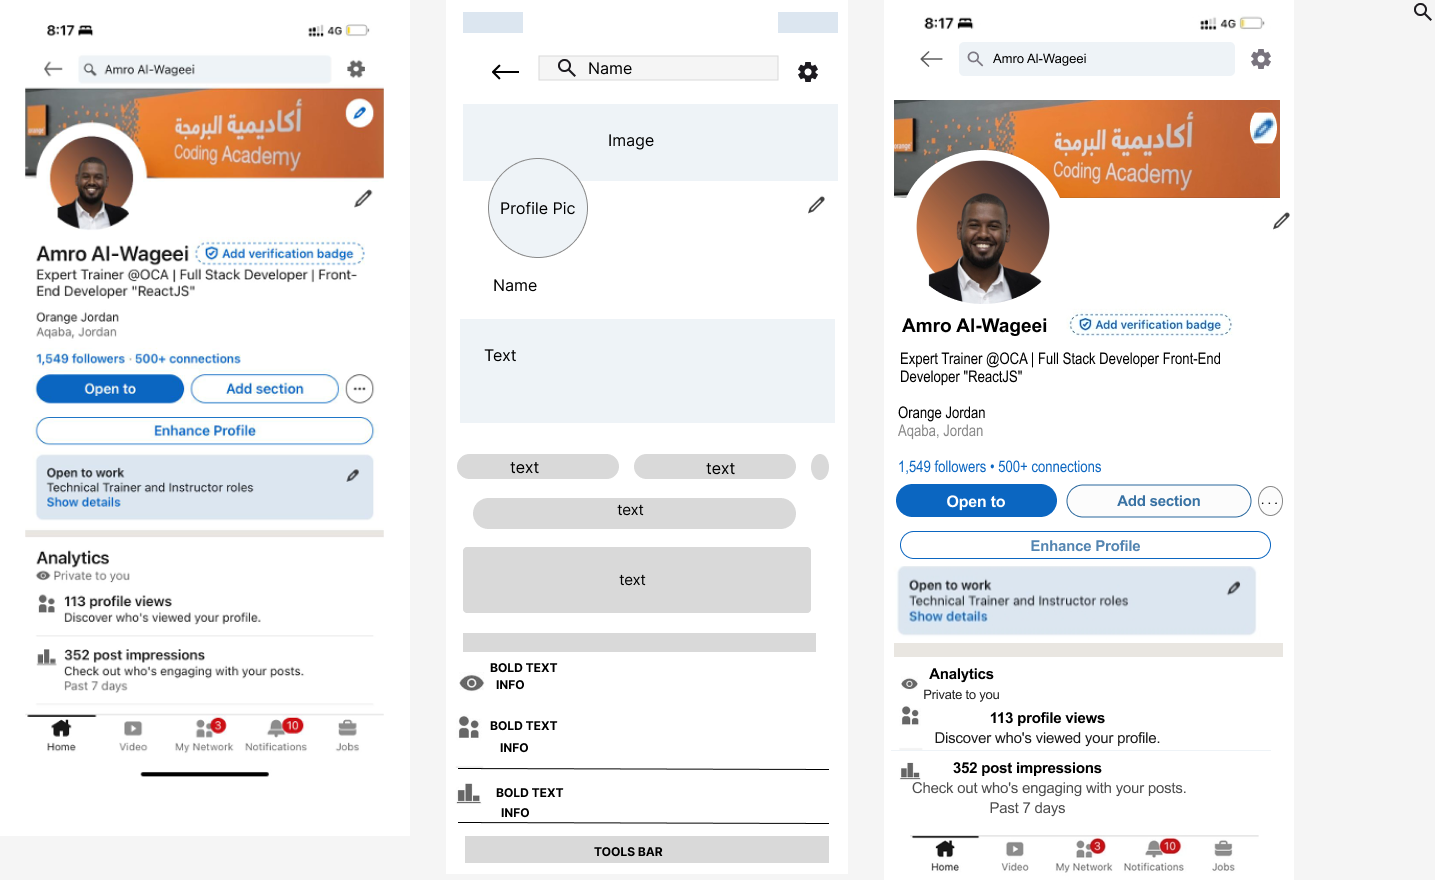 8:17
4G
Amro Al-Wageei
أكاديمية البرمجة
Coding Academy
Amro Al-Wageei
Add verification badge
Expert Trainer @OCA | Full Stack Developer | Front-
End Developer "ReactJS"
Orange Jordan
Aqaba, Jordan
1,549 followers · 500+ connections
Open to
Add section
Enhance Profile
Open to work
Technical Trainer and Instructor roles
Show details
Analytics
Private to you
113 profile views
Discover who's viewed your profile.
352 post impressions
Check out who's engaging with your posts.
Past 7 days
3
10
Home
Video
My Network
Notifications
Jobs
Name
Image
Profile Pic
Name
Text
text
text
text
text
BOLD TEXT
INFO
BOLD TEXT
INFO
BOLD TEXT
INFO
TOOLS BAR
8:17
4G
Amro Al-Wageei
orange
أكاديمية البرمجة
Coding Academy
Amro Al-Wageei
Add verification badge
Expert Trainer @OCA | Full Stack Developer Front-End
Developer "ReactJS"
Orange Jordan
Aqaba, Jordan
1,549 followers • 500+ connections
Open to
Add section
...
Enhance Profile
Open to work
Technical Trainer and Instructor roles
Show details
Analytics
Private to you
113 profile views
Discover who's viewed your profile.
352 post impressions
Check out who's engaging with your posts.
Past 7 days
3
10
Home
Video
My Network
Notifications
Jobs